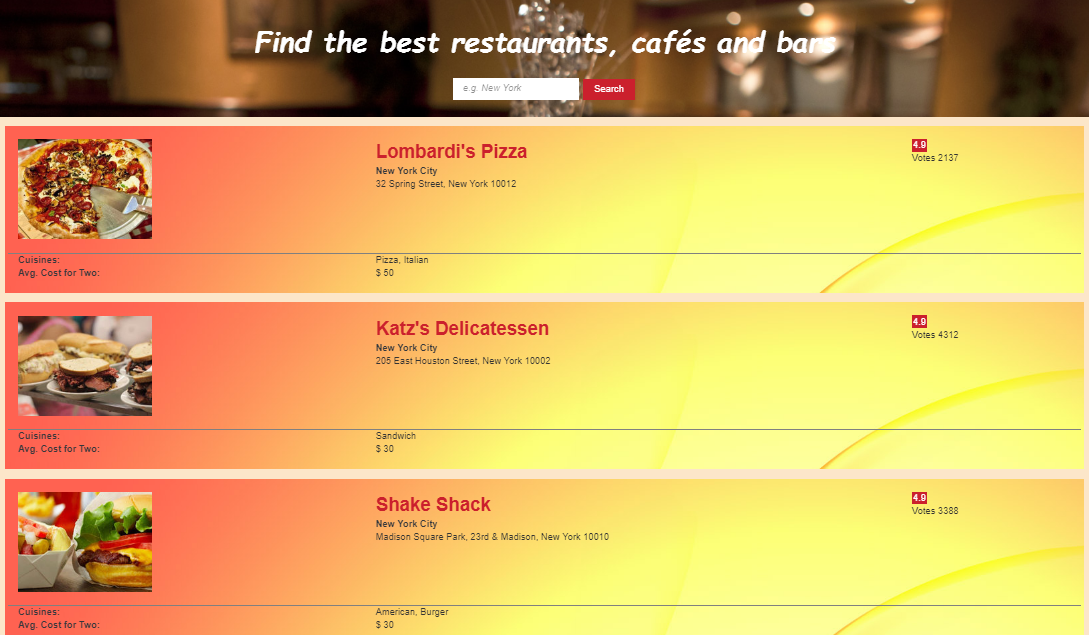 Find the best restaurants, cafés and bars
e.g. New York
Search
Lombardi's Pizza
New York City
32 Spring Street, New York 10012
4.9
Votes 2137
Cuisines: Pizza, Italian
Avg. Cost for Two: $ 50
Katz's Delicatessen
New York City
205 East Houston Street, New York 10002
4.9
Votes 4312
Cuisines: Sandwich
Avg. Cost for Two: $ 30
Shake Shack
New York City
Madison Square Park, 23rd & Madison, New York 10010
4.9
Votes 3388
Cuisines: American, Burger
Avg. Cost for Two: $ 30